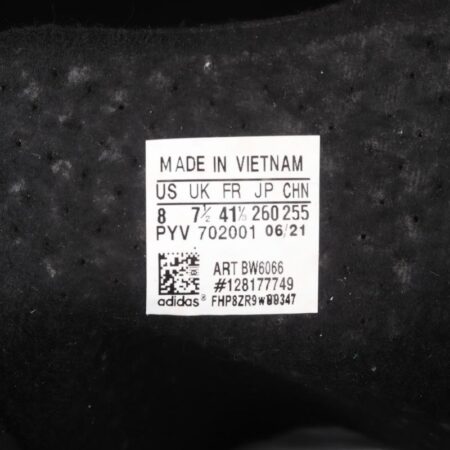 MADE IN VIETNAM
US UK FR JP CHN
8 7½ 41⅓ 260 255
PYV 702001 06/21
ART BW6066
#128177749
adidas®